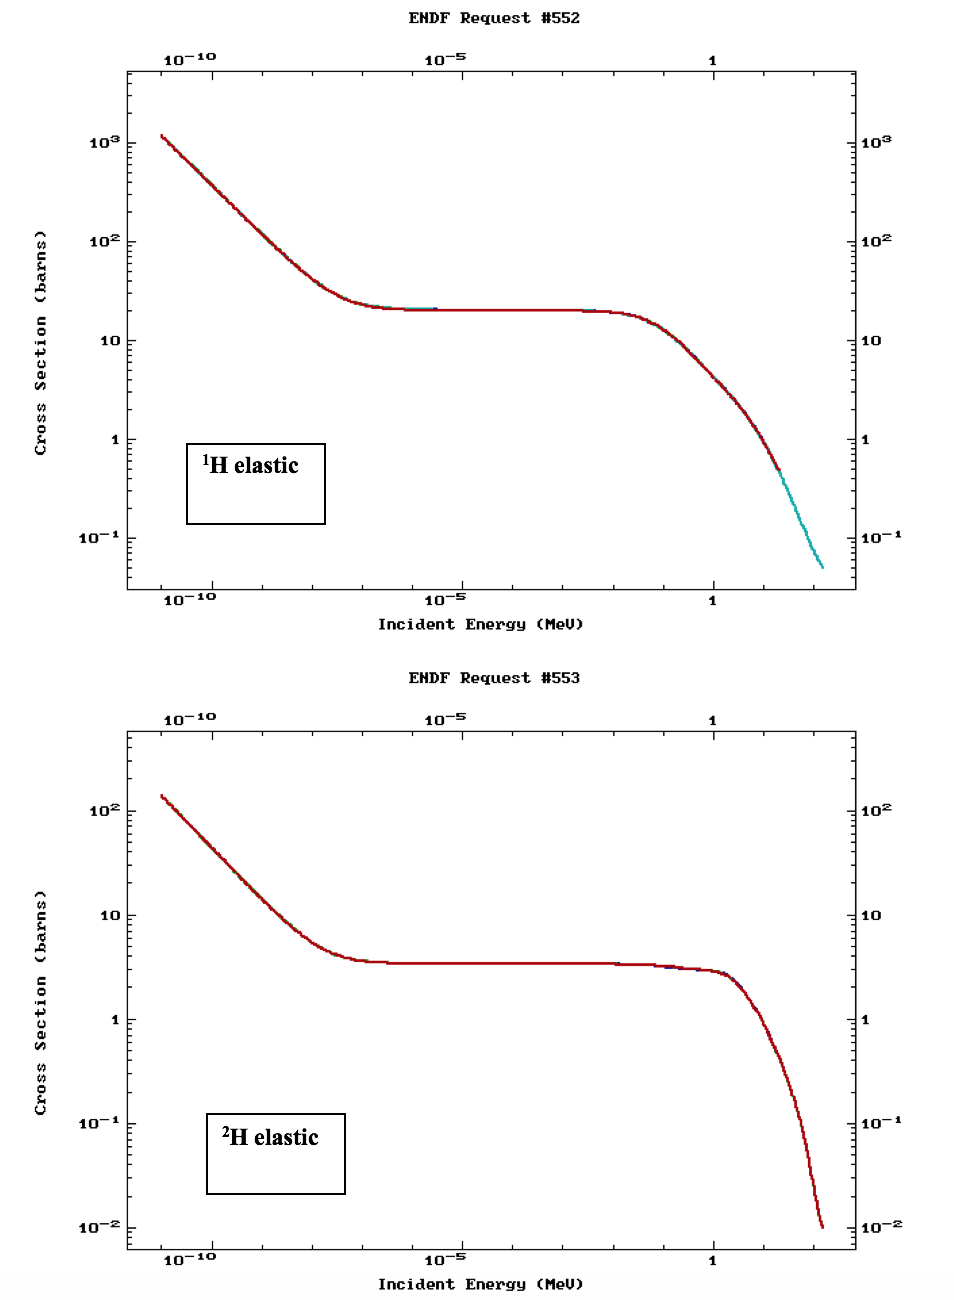 ENDF Request #552
10⁻¹⁰ 10⁻⁵ 1
10³ 10³
10² 10²
10 10
1 1
10⁻¹ 10⁻¹
Cross Section (barns)
¹H elastic
10⁻¹⁰ 10⁻⁵ 1
Incident Energy (MeV)
ENDF Request #553
10⁻¹⁰ 10⁻⁵ 1
10² 10²
10 10
1 1
10⁻¹ 10⁻¹
10⁻² 10⁻²
Cross Section (barns)
²H elastic
10⁻¹⁰ 10⁻⁵ 1
Incident Energy (MeV)